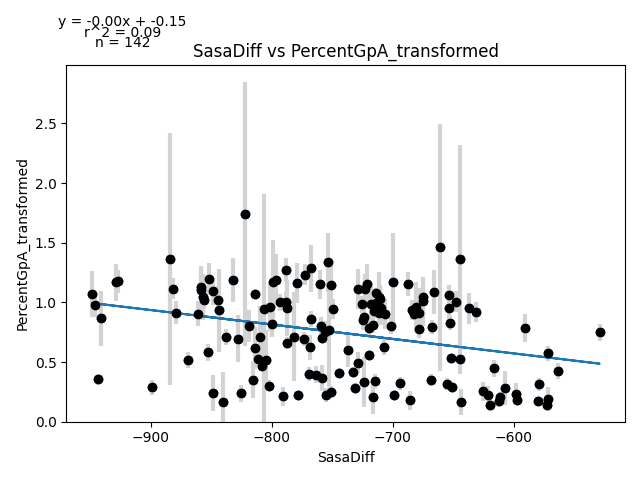 y = -0.00x + -0.15
r^2 = 0.09
n = 142
SasaDiff vs PercentGpA_transformed
PercentGpA_transformed
2.5
2.0
1.5
1.0
0.5
0.0
−900
−800
−700
−600
SasaDiff